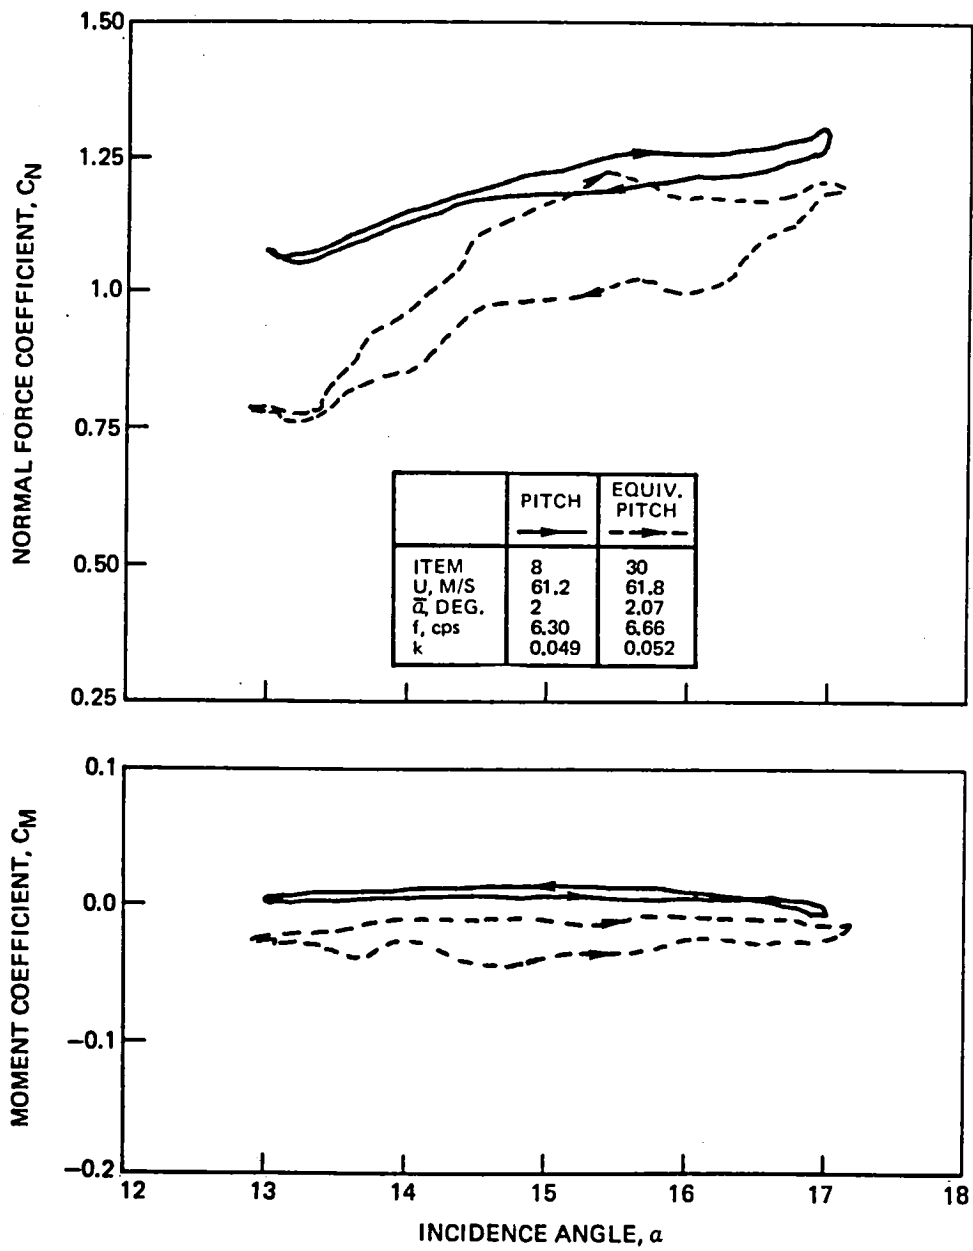 1.50
1.25
1.0
0.75
0.50
0.25
NORMAL FORCE COEFFICIENT, CN
PITCH
EQUIV.
PITCH
ITEM 8 30
U, M/S 61.2 61.8
ᾱ, DEG. 2 2.07
f, cps 6.30 6.66
k 0.049 0.052
0.1
0.0
−0.1
−0.2
MOMENT COEFFICIENT, CM
12 13 14 15 16 17 18
INCIDENCE ANGLE, α